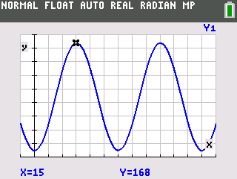 NORMAL FLOAT AUTO REAL RADIAN MP
Y1
y
x
X=15 Y=168